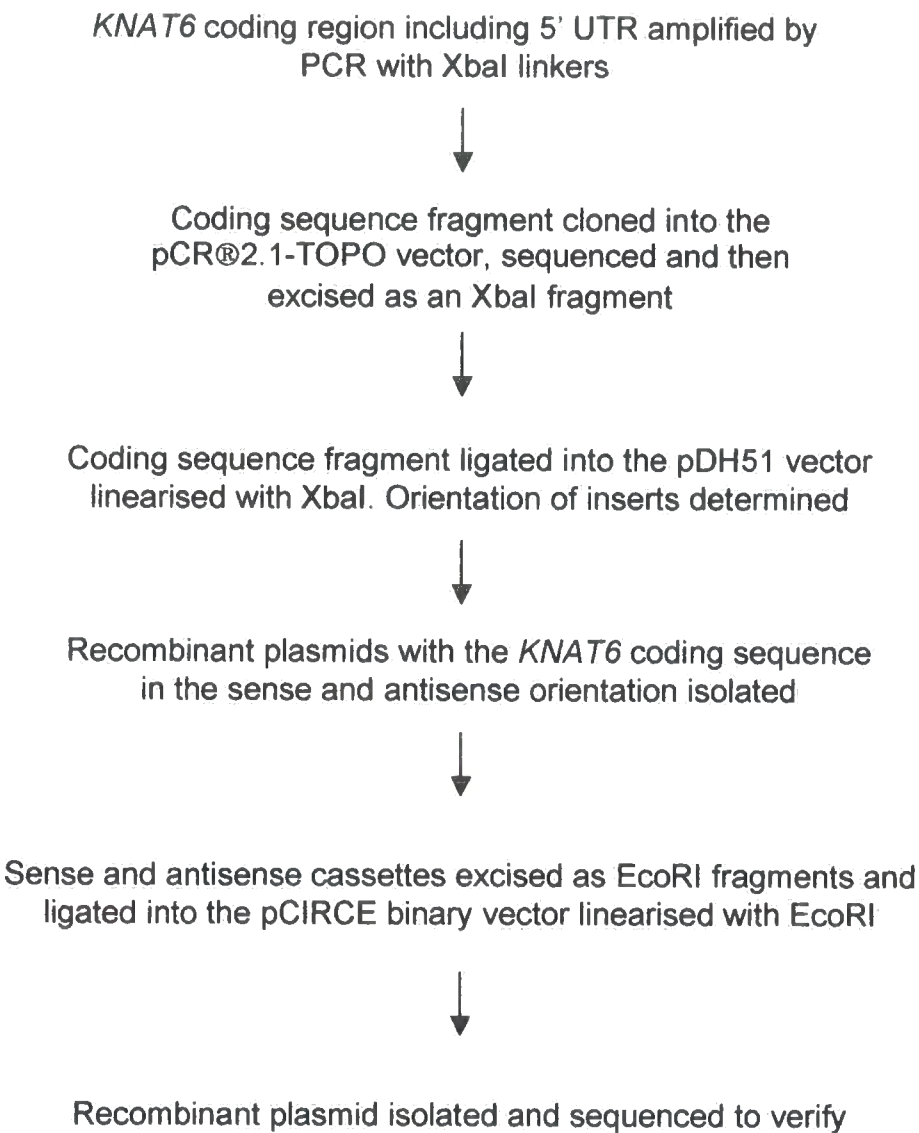 KNAT6 coding region including 5' UTR amplified by
PCR with XbaI linkers
Coding sequence fragment cloned into the
pCR®2.1-TOPO vector, sequenced and then
excised as an XbaI fragment
Coding sequence fragment ligated into the pDH51 vector
linearised with XbaI. Orientation of inserts determined
Recombinant plasmids with the KNAT6 coding sequence
in the sense and antisense orientation isolated
Sense and antisense cassettes excised as EcoRI fragments and
ligated into the pCIRCE binary vector linearised with EcoRI
Recombinant plasmid isolated and sequenced to verify